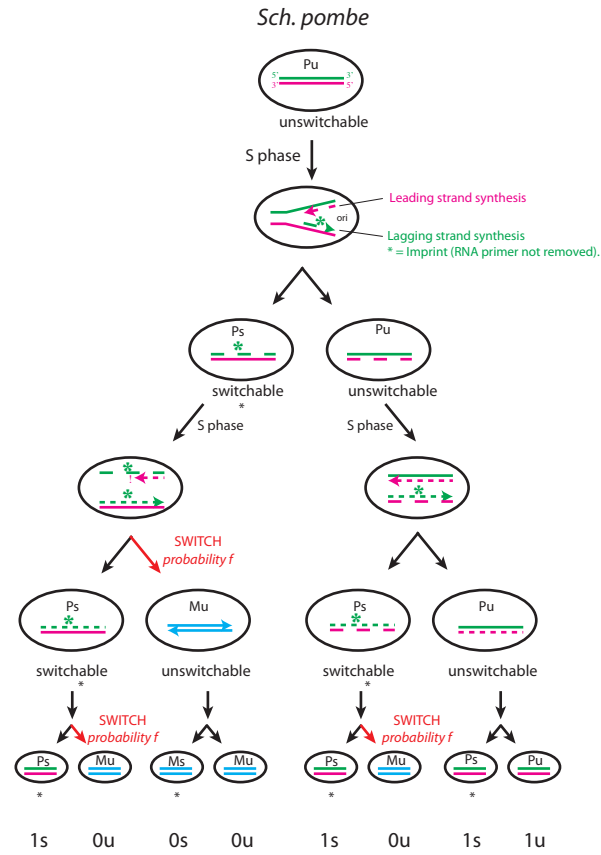 Sch. pombe
Pu
5’ 3’
3’ 5’
unswitchable
S phase
Leading strand synthesis
ori
*
Lagging strand synthesis
* = Imprint (RNA primer not removed).
Ps Pu
*
switchable unswitchable
*
S phase S phase
* *
!
* 
SWITCH
probability f
Ps Mu Ps Pu
* *
switchable unswitchable switchable unswitchable
* *
SWITCH SWITCH
probability f probability f
Ps Mu Ms Mu Ps Mu Ps Pu
* * * *
1s 0u 0s 0u 1s 0u 1s 1u